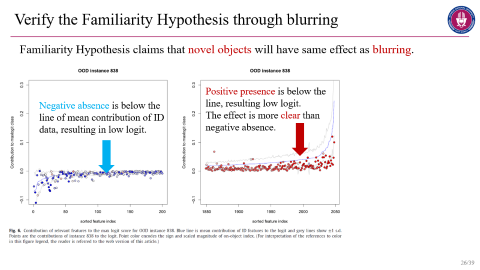 Verify the Familiarity Hypothesis through blurring
Familiarity Hypothesis claims that novel objects will have same effect as blurring.
OOD instance 838
Contribution to maxlogit class
Negative absence is below the
line of mean contribution of ID
data, resulting in low logit.
0 50 100 150 200
sorted feature index
OOD instance 838
Contribution to maxlogit class
Positive presence is below the
line, resulting low logit.
The effect is more clear than
negative absence.
1850 1900 1950 2000 2050
sorted feature index
Fig. 6. Contribution of relevant features to the max logit score for OOD instance 838. Blue line is mean contribution of ID features to the logit and gray lines show ±1 s.d.
Points are the contributions of instance 838 to the logit. Point color encodes the sign and scaled magnitude of on-object index. (For interpretation of the references to color
in this figure legend, the reader is referred to the web version of this article.)
26/39